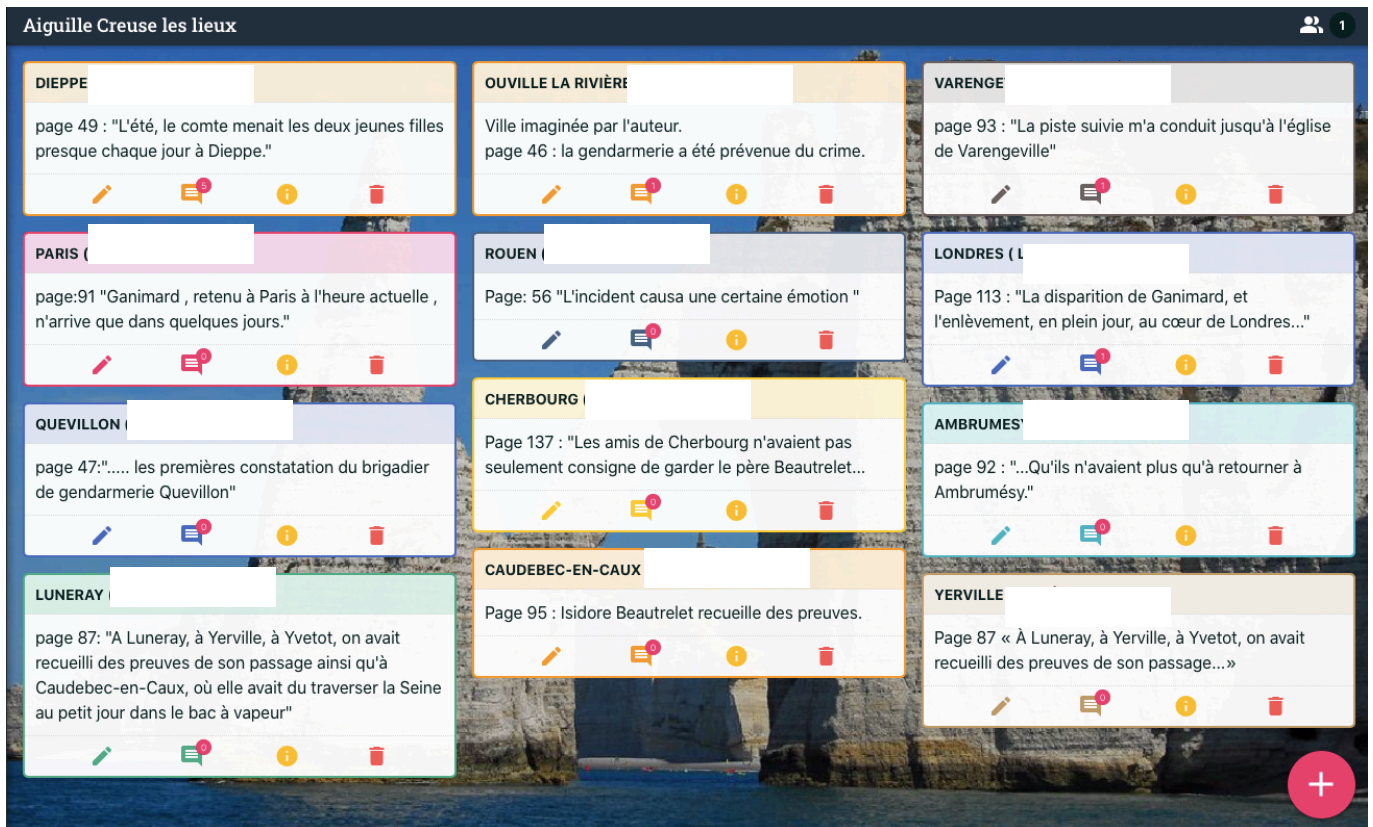 Aiguille Creuse les lieux
1
DIEPPE
page 49 : "L'été, le comte menait les deux jeunes filles
presque chaque jour à Dieppe."
5
PARIS (
page:91 "Ganimard , retenu à Paris à l'heure actuelle ,
n'arrive que dans quelques jours."
0
QUEVILLON (
page 47:"..... les premières constatation du brigadier
de gendarmerie Quevillon"
0
LUNERAY (
page 87: "A Luneray, à Yerville, à Yvetot, on avait
recueilli des preuves de son passage ainsi qu'à
Caudebec-en-Caux, où elle avait du traverser la Seine
au petit jour dans le bac à vapeur"
0
OUVILLE LA RIVIÈRE
Ville imaginée par l'auteur.
page 46 : la gendarmerie a été prévenue du crime.
1
ROUEN (
Page: 56 "L'incident causa une certaine émotion "
0
CHERBOURG (
Page 137 : "Les amis de Cherbourg n'avaient pas
seulement consigne de garder le père Beautrelet...
0
CAUDEBEC-EN-CAUX
Page 95 : Isidore Beautrelet recueille des preuves.
0
VARENGE
page 93 : "La piste suivie m'a conduit jusqu'à l'église
de Varengeville"
1
LONDRES ( L
Page 113 : "La disparition de Ganimard, et
l'enlèvement, en plein jour, au cœur de Londres..."
1
AMBRUMESY
page 92 : "...Qu'ils n'avaient plus qu'à retourner à
Ambrumésy."
0
YERVILLE
Page 87 « À Luneray, à Yerville, à Yvetot, on avait
recueilli des preuves de son passage...»
0